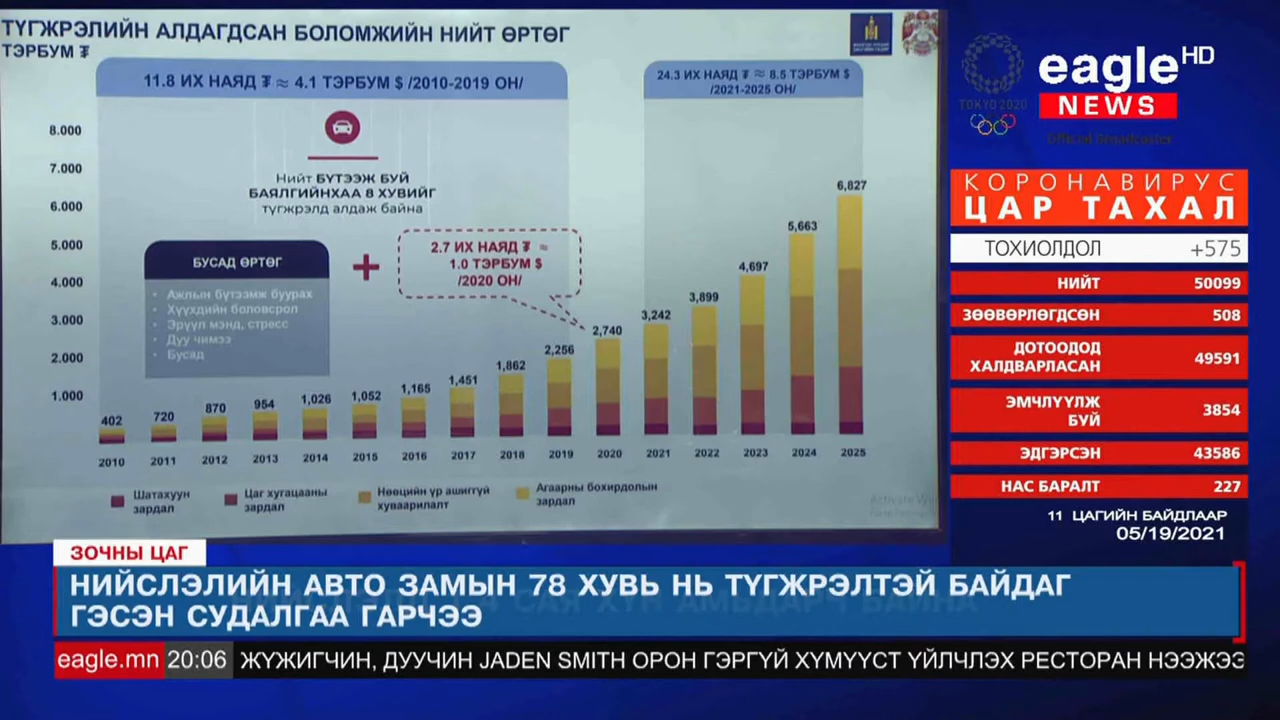 ТҮГЖРЭЛИЙН АЛДАГДСАН БОЛОМЖИЙН НИЙТ ӨРТӨГ
ТЭРБУМ ₮
11.8 ИХ НАЯД ₮ ≈ 4.1 ТЭРБУМ $ /2010-2019 ОН/
24.3 ИХ НАЯД ₮ ≈ 8.5 ТЭРБУМ $
/2021-2025 ОН/
8.000
7.000
6.000
5.000
4.000
3.000
2.000
1.000
Нийт БҮТЭЭЖ БУЙ
БАЯЛГИЙНХАА 8 ХУВИЙГ
түгжрэлд алдаж байна
БУСАД ӨРТӨГ
• Ажлын бүтээмж буурах
• Хүүхдийн боловсрол
• Эрүүл мэнд, стресс
• Дуу чимээ
• Бусад
+
2.7 ИХ НАЯД ₮ ≈
1.0 ТЭРБУМ $
/2020 ОН/
402
720
870
954
1,026
1,052
1,165
1,451
1,862
2,256
2,740
3,242
3,899
4,697
5,663
6,827
2010
2011
2012
2013
2014
2015
2016
2017
2018
2019
2020
2021
2022
2023
2024
2025
Шатахуун
зардал
Цаг хугацааны
зардал
Нөөцийн үр ашиггүй
хуваарилалт
Агаарны бохирдолын
зардал
TOKYO 2020
eagle HD
NEWS
Official Broadcaster
КОРОНАВИРУС
ЦАР ТАХАЛ
ТОХИОЛДОЛ +575
НИЙТ 50099
ЗӨӨВӨРЛӨГДСӨН 508
ДОТООДОД
ХАЛДВАРЛАСАН 49591
ЭМЧЛҮҮЛЖ
БУЙ 3854
ЭДГЭРСЭН 43586
НАС БАРАЛТ 227
11 ЦАГИЙН БАЙДЛААР
05/19/2021
ЗОЧНЫ ЦАГ
НИЙСЛЭЛИЙН АВТО ЗАМЫН 78 ХУВЬ НЬ ТҮГЖРЭЛТЭЙ БАЙДАГ
ГЭСЭН СУДАЛГАА ГАРЧЭЭ
eagle.mn 20:06 ЖҮЖИГЧИН, ДУУЧИН JADEN SMITH ОРОН ГЭРГҮЙ ХҮМҮҮСТ ҮЙЛЧЛЭХ РЕСТОРАН НЭЭЖЭЭ